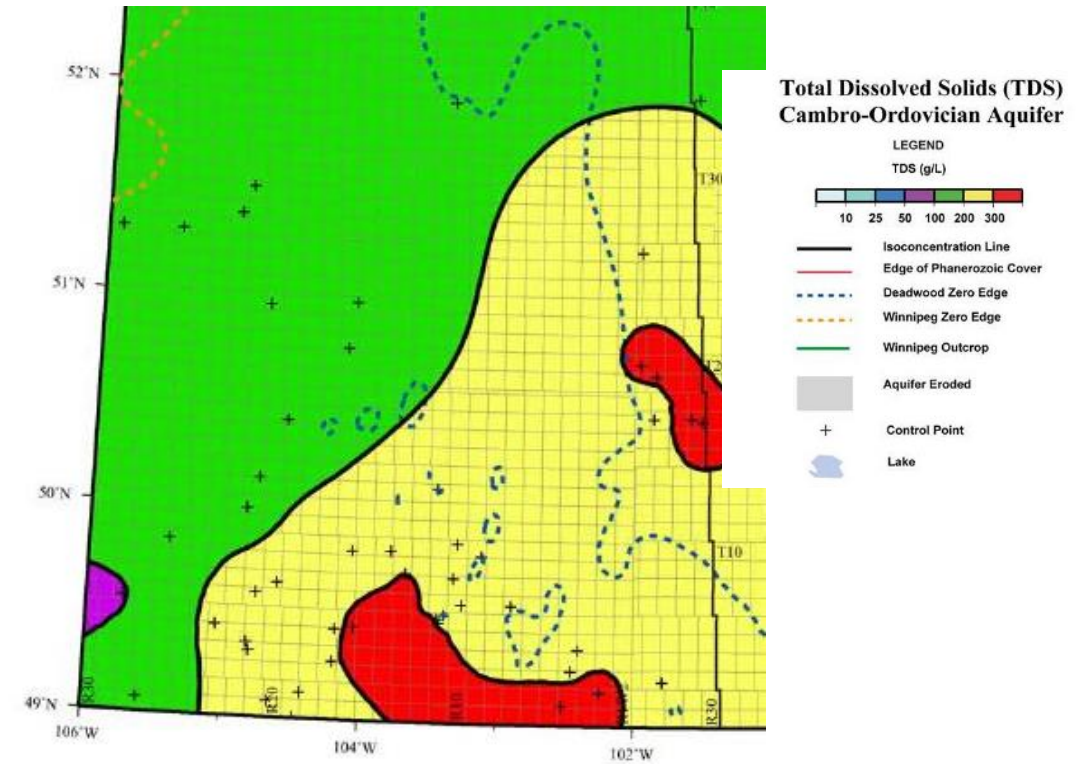 52°N
51°N
50°N
49°N
106°W
104°W
102°W
T30
T10
R30
R20
R10
R30
Total Dissolved Solids (TDS)
Cambro-Ordovician Aquifer
LEGEND
TDS (g/L)
10 25 50 100 200 300
Isoconcentration Line
Edge of Phanerozoic Cover
Deadwood Zero Edge
Winnipeg Zero Edge
Winnipeg Outcrop
Aquifer Eroded
Control Point
Lake